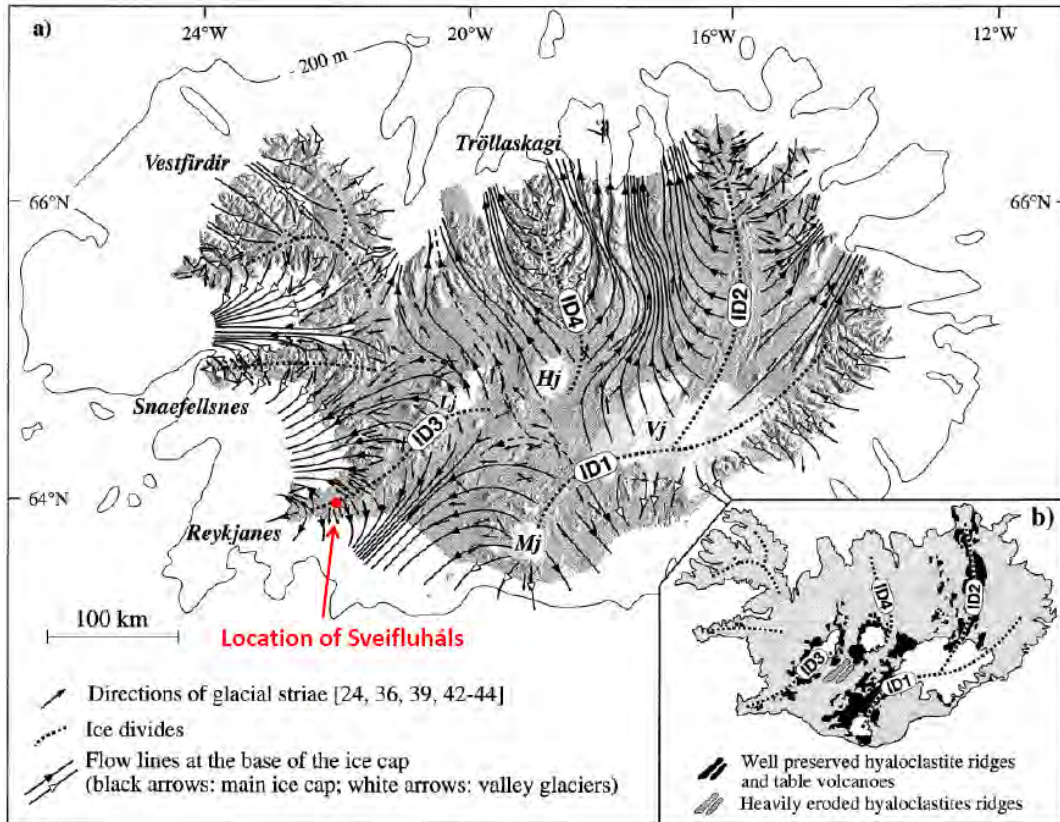 a)
24°W
20°W
16°W
12°W
200 m
Vestfirdir
Tröllaskagi
66°N
66°N
ID4
ID2
Hj
Snaefellsnes
Lj
ID3
Vj
ID1
64°N
Reykjanes
Mj
b)
100 km
Location of Sveifluháls
ID4
ID2
ID3
ID1
Directions of glacial striae [24, 36, 39, 42-44]
Ice divides
Flow lines at the base of the ice cap
(black arrows: main ice cap; white arrows: valley glaciers)
Well preserved hyaloclastite ridges
and table volcanoes
Heavily eroded hyaloclastites ridges